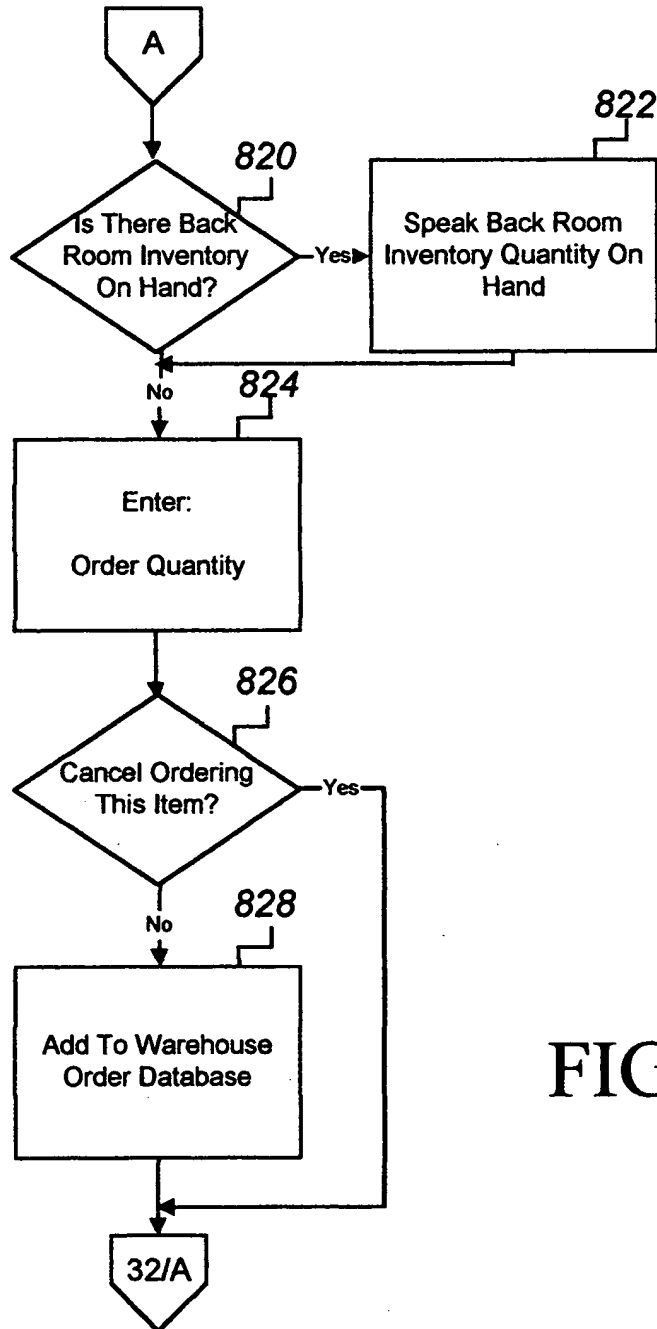 A
820
Is There Back
Room Inventory
On Hand?
Yes
822
Speak Back Room
Inventory Quantity On
Hand
No
824
Enter:
Order Quantity
826
Cancel Ordering
This Item?
Yes
No
828
Add To Warehouse
Order Database
FIG
32/A